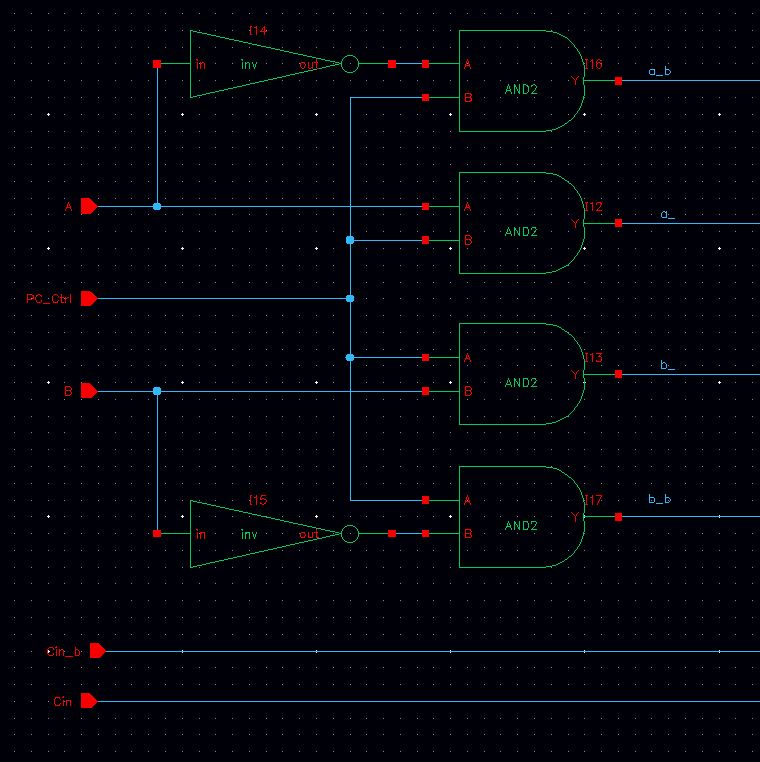 I14
in inv out
A I16
a_b
Y
AND2
B
I12
A A
a_
Y
AND2
B
PC_Ctrl
A I13
b_
Y
AND2
B B
I15
b_b
A I17
Y
AND2
in inv out B
Cin_b
Cin